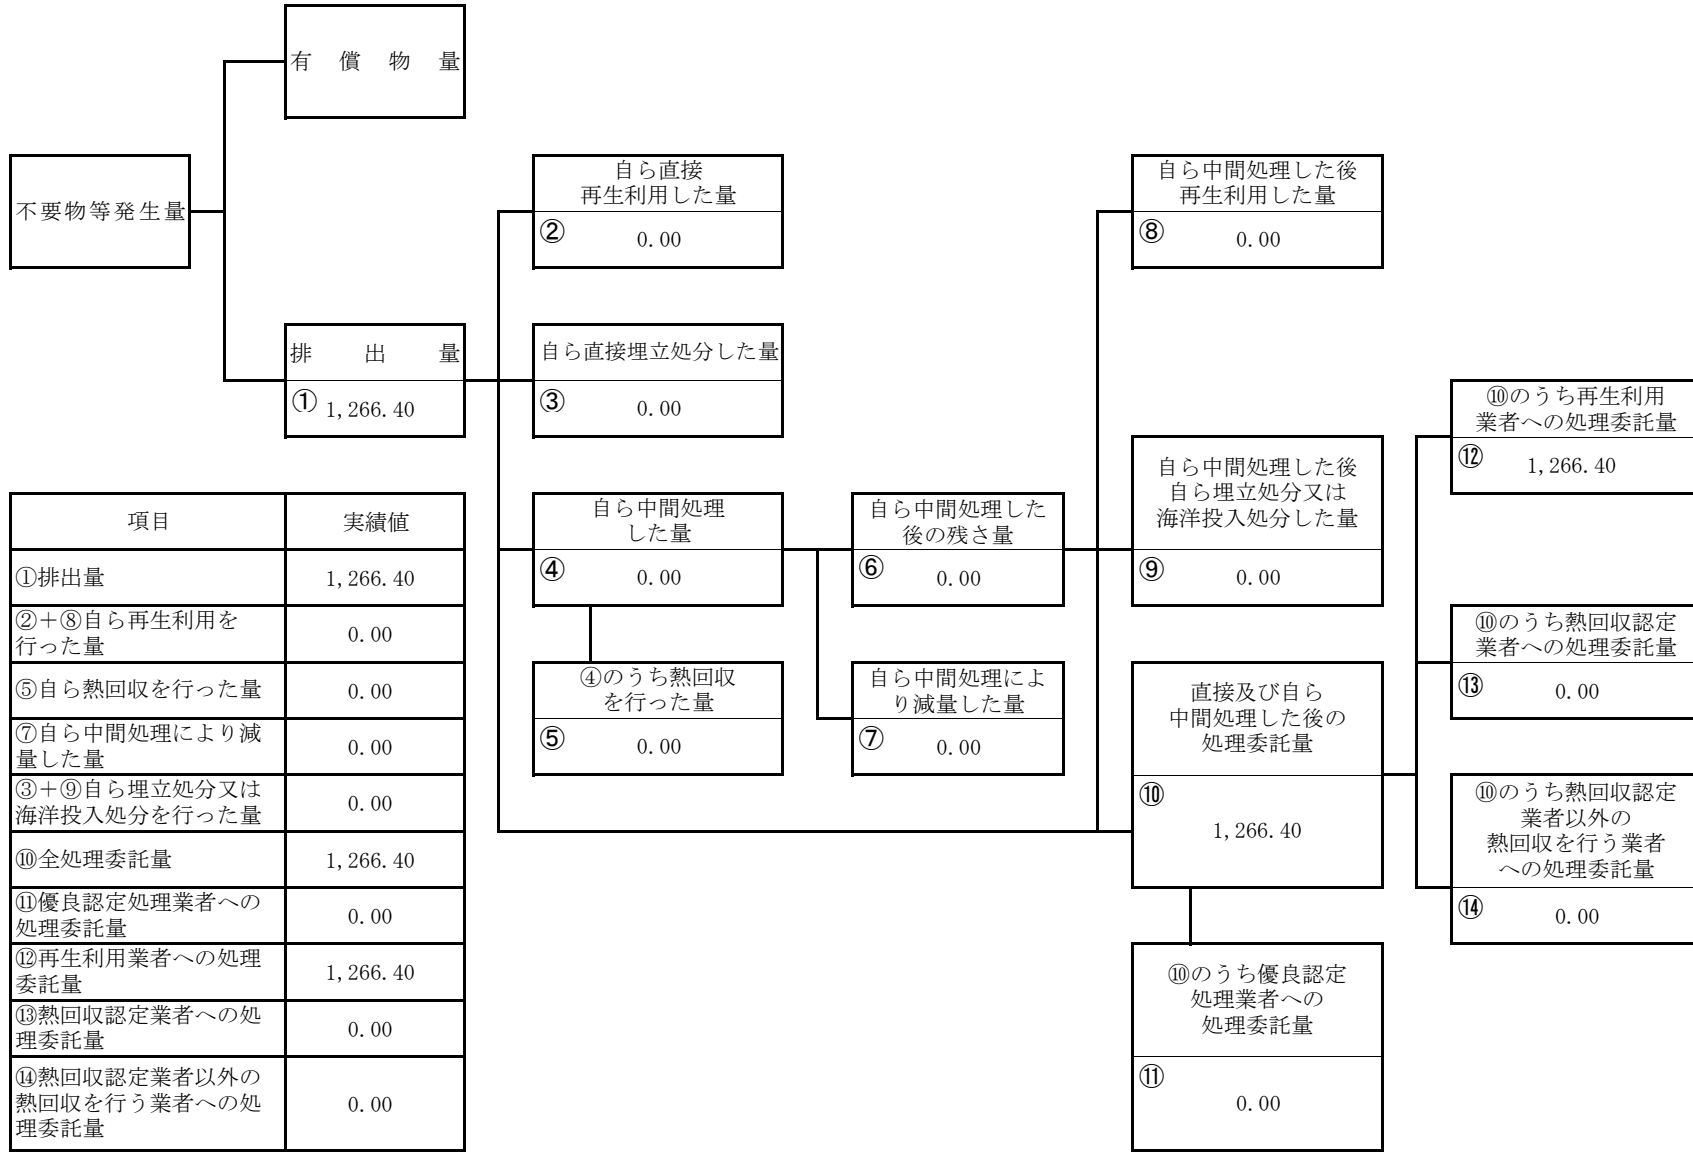 有償物量
不要物等発生量
自ら直接
再生利用した量
② 0.00
自ら中間処理した後
再生利用した量
⑧ 0.00
排出量
① 1,266.40
自ら直接埋立処分した量
③ 0.00
⑩のうち再生利用
業者への処理委託量
⑫ 1,266.40
自ら中間処理した後
自ら埋立処分又は
海洋投入処分した量
⑨ 0.00
自ら中間処理
した量
④ 0.00
自ら中間処理した
後の残さ量
⑥ 0.00
④のうち熱回収
を行った量
⑤ 0.00
自ら中間処理によ
り減量した量
⑦ 0.00
直接及び自ら
中間処理した後の
処理委託量
⑩
1,266.40
⑩のうち熱回収認定
業者への処理委託量
⑬ 0.00
⑩のうち熱回収認定
業者以外の
熱回収を行う業者
への処理委託量
⑭ 0.00
⑩のうち優良認定
処理業者への
処理委託量
⑪
0.00
項目 実績値
①排出量 1,266.40
②＋⑧自ら再生利用を
行った量 0.00
⑤自ら熱回収を行った量 0.00
⑦自ら中間処理により減
量した量 0.00
③＋⑨自ら埋立処分又は
海洋投入処分を行った量 0.00
⑩全処理委託量 1,266.40
⑪優良認定処理業者への
処理委託量 0.00
⑫再生利用業者への処理
委託量 1,266.40
⑬熱回収認定業者への処
理委託量 0.00
⑭熱回収認定業者以外の
熱回収を行う業者への処
理委託量 0.00